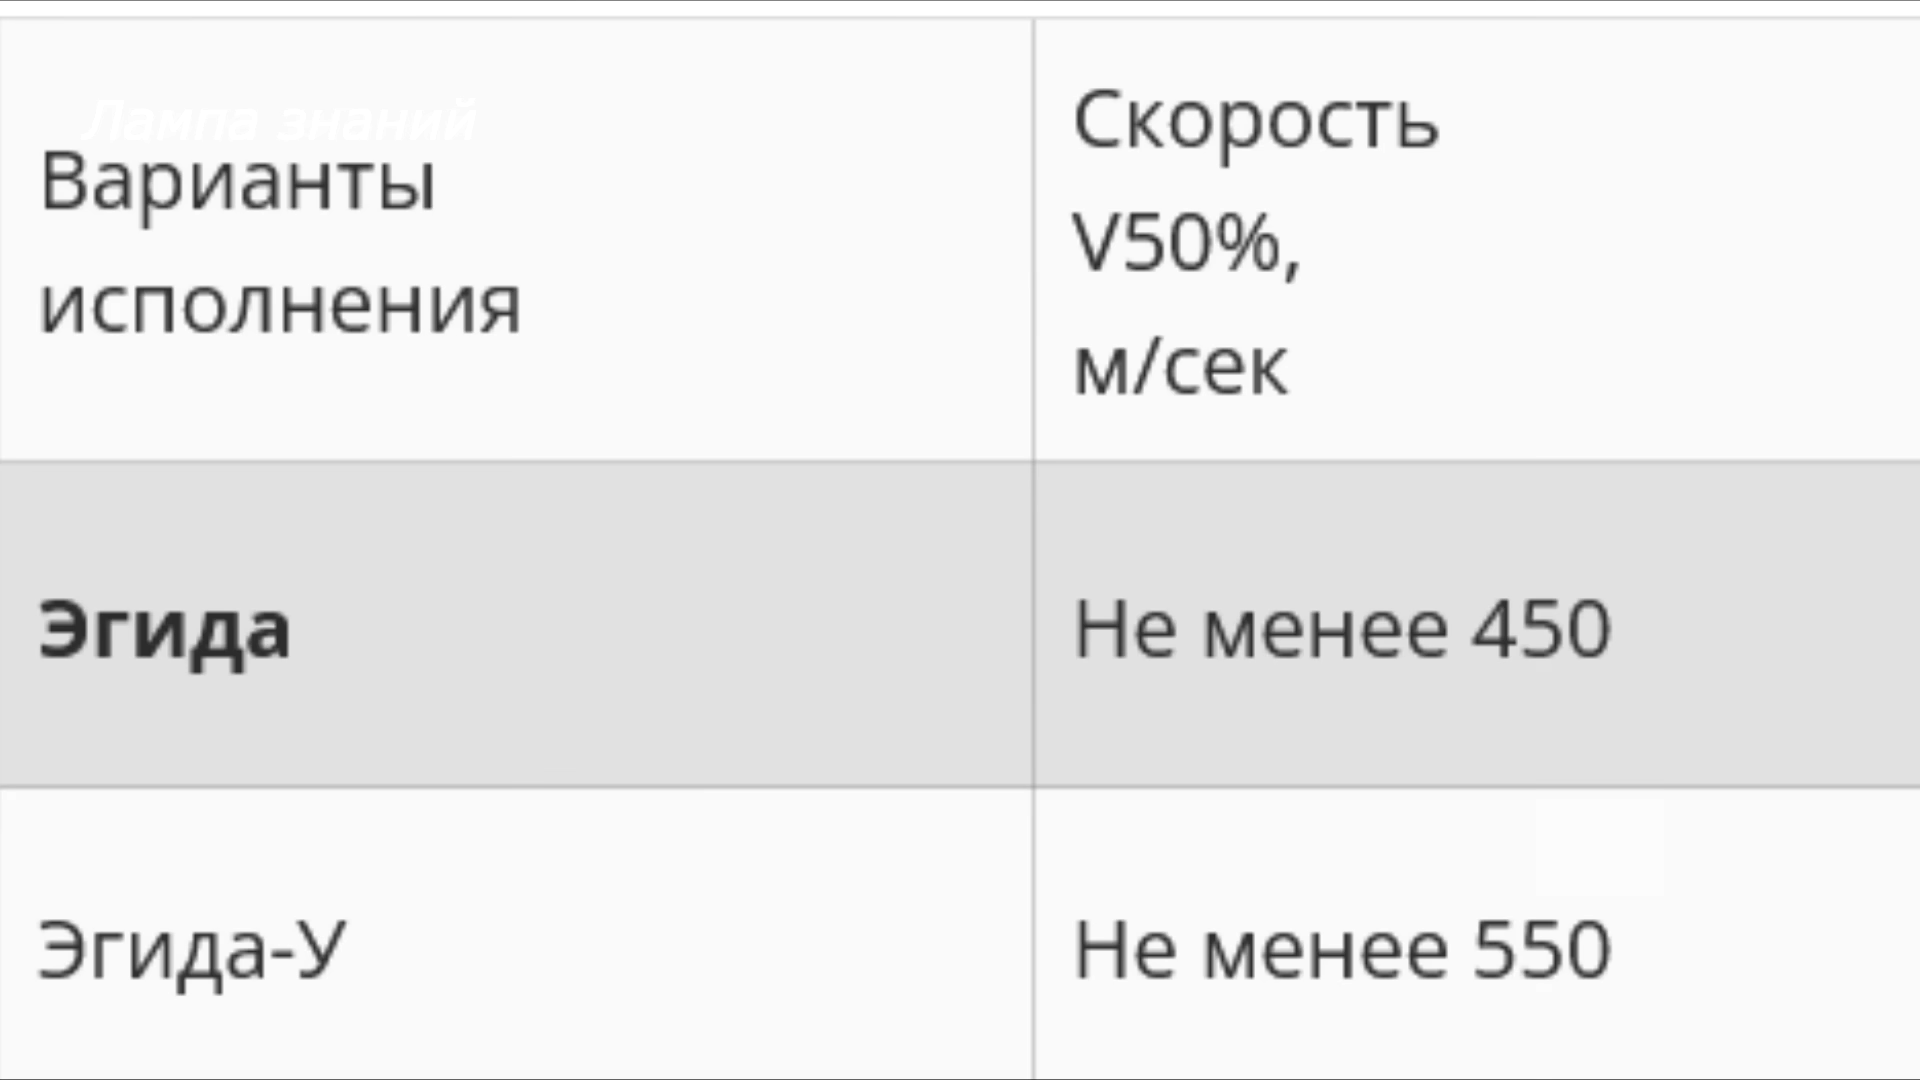 Лампа знаний
Варианты
исполнения
Скорость
V50%,
м/сек
Эгида
Не менее 450
Эгида-У
Не менее 550